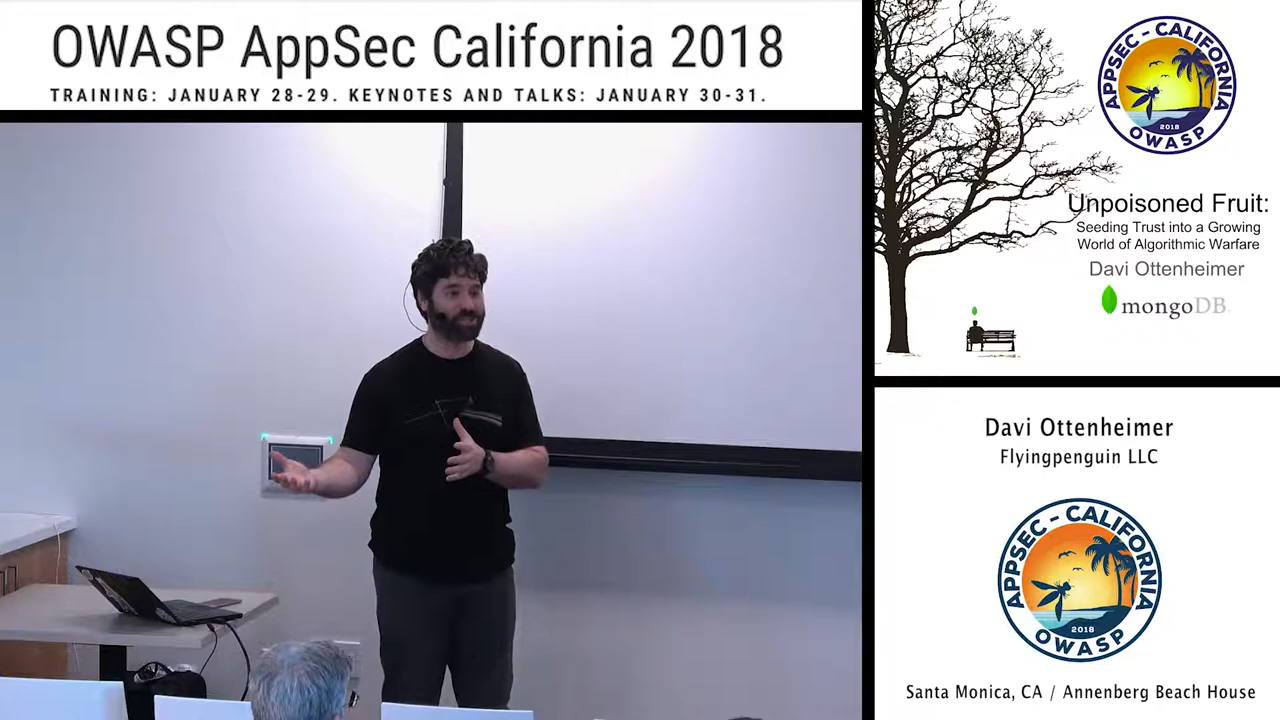 OWASP AppSec California 2018
TRAINING: JANUARY 28-29. KEYNOTES AND TALKS: JANUARY 30-31.
APPSEC - CALIFORNIA
2018
OWASP
Unpoisoned Fruit:
Seeding Trust into a Growing
World of Algorithmic Warfare
Davi Ottenheimer
mongoDB.
Davi Ottenheimer
Flyingpenguin LLC
APPSEC - CALIFORNIA
2018
OWASP
Santa Monica, CA / Annenberg Beach House